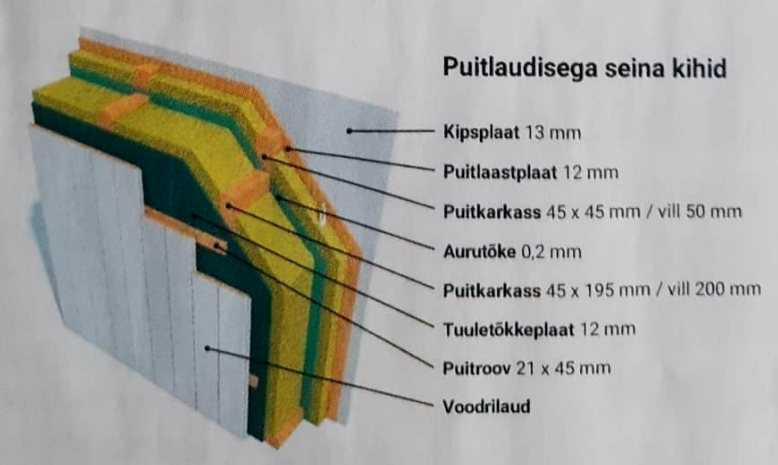 Puitlaudisega seina kihid
Kipsplaat 13 mm
Puitlaastplaat 12 mm
Puitkarkass 45 x 45 mm / vill 50 mm
Aurutõke 0,2 mm
Puitkarkass 45 x 195 mm / vill 200 mm
Tuuletõkkeplaat 12 mm
Puitroov 21 x 45 mm
Voodrilaud